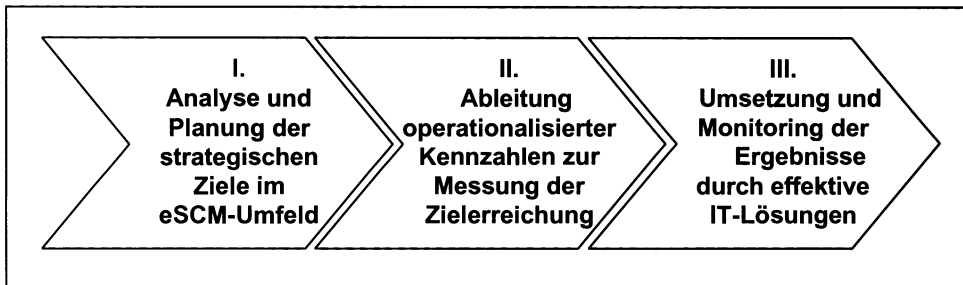 I.
Analyse und
Planung der
strategischen
Ziele im
eSCM-Umfeld
II.
Ableitung
operationalisierter
Kennzahlen zur
Messung der
Zielerreichung
III.
Umsetzung und
Monitoring der
Ergebnisse
durch effektive
IT-Lösungen